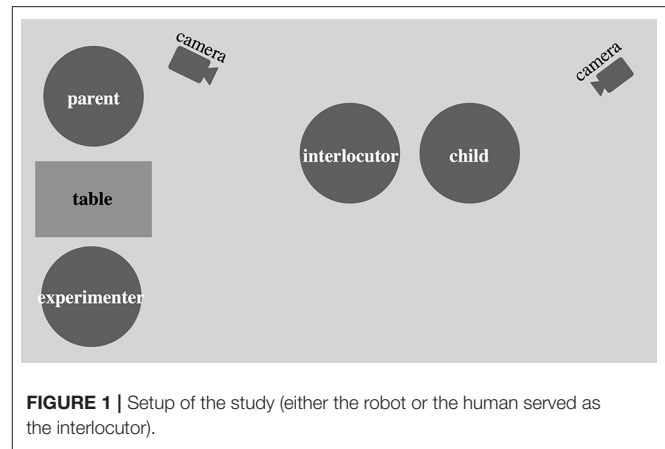 camera
camera
parent
interlocutor
child
table
experimenter
FIGURE 1 | Setup of the study (either the robot or the human served as
the interlocutor).